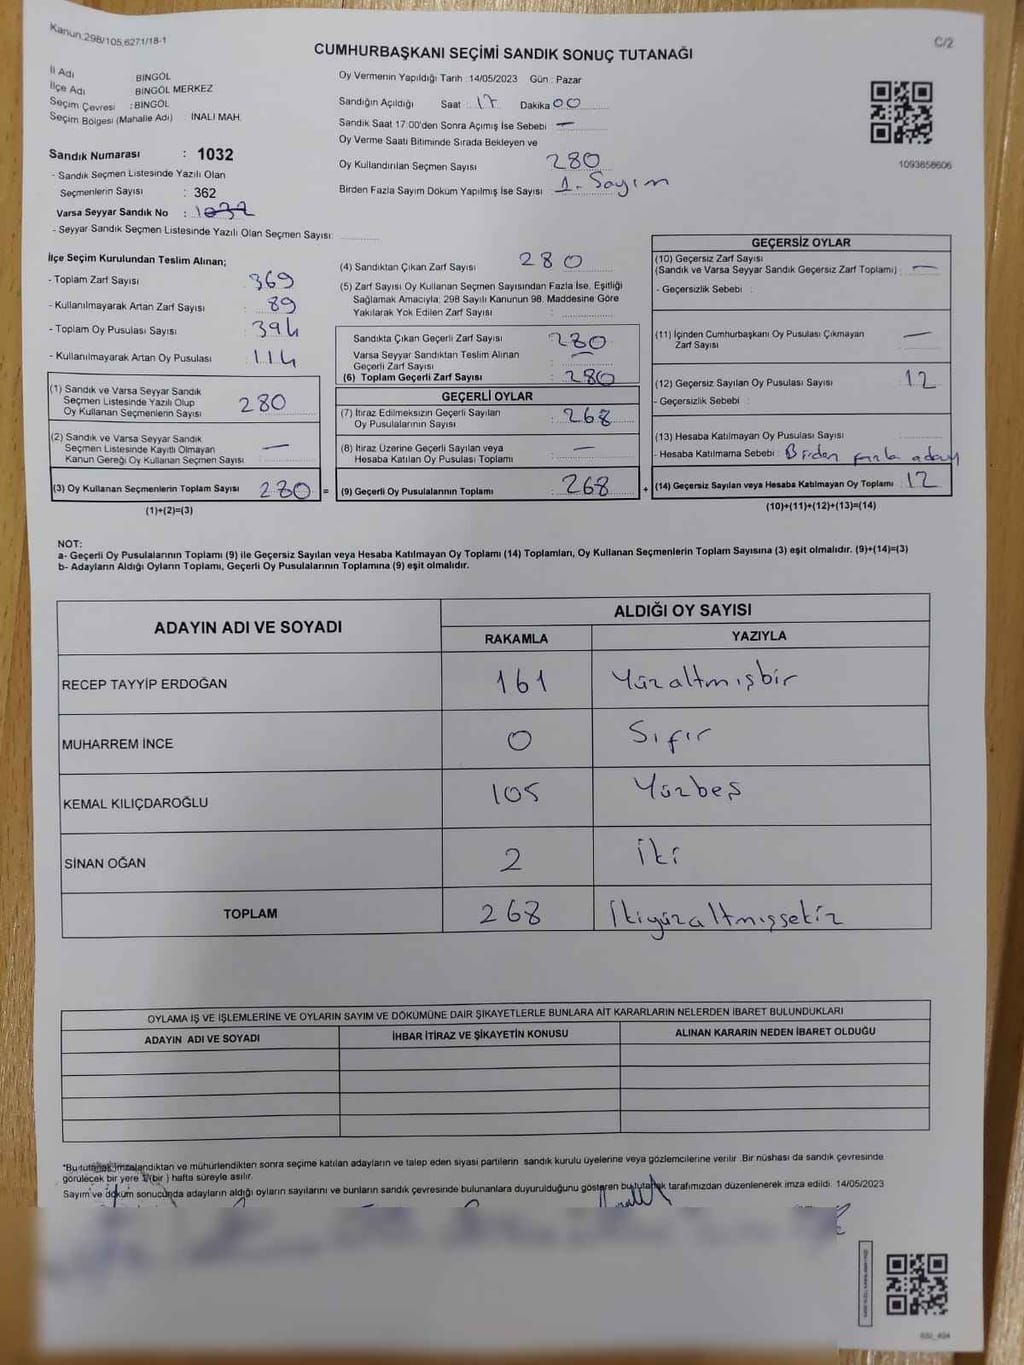 Kanun:298/105,6271/18-1
C/2
CUMHURBAŞKANI SEÇİMİ SANDIK SONUÇ TUTANAĞI
İl Adı BİNGÖL
İlçe Adı BİNGÖL MERKEZ
Seçim Çevresi : BİNGÖL
Seçim Bölgesi (Mahalle Adı) : İNALI MAH.
Sandık Numarası : 1032
- Sandık Seçmen Listesinde Yazılı Olan
Seçmenlerin Sayısı : 362
Varsa Seyyar Sandık No : 1032
- Seyyar Sandık Seçmen Listesinde Yazılı Olan Seçmen Sayısı:
Oy Vermenin Yapıldığı Tarih :14/05/2023 Gün : Pazar
Sandığın Açıldığı Saat : 17 Dakika 00
Sandık Saat 17:00'den Sonra Açılmış İse Sebebi : —
Oy Verme Saati Bitiminde Sırada Bekleyen ve
Oy Kullandırılan Seçmen Sayısı 280
Birden Fazla Sayım Döküm Yapılmış İse Sayısı : 1. Sayım
1093858606
İlçe Seçim Kurulundan Teslim Alınan;
- Toplam Zarf Sayısı : 369
- Kullanılmayarak Artan Zarf Sayısı : 89
- Toplam Oy Pusulası Sayısı : 394
- Kullanılmayarak Artan Oy Pusulası : 114
(1) Sandık ve Varsa Seyyar Sandık
Seçmen Listesinde Yazılı Olup
Oy Kullanan Seçmenlerin Sayısı 280
(2) Sandık ve Varsa Seyyar Sandık
Seçmen Listesinde Kayıtlı Olmayan
Kanun Gereği Oy Kullanan Seçmen Sayısı : —
(3) Oy Kullanan Seçmenlerin Toplam Sayısı : 280 =
(1)+(2)=(3)
(4) Sandıktan Çıkan Zarf Sayısı : 280
(5) Zarf Sayısı Oy Kullanan Seçmen Sayısından Fazla İse, Eşitliği
Sağlamak Amacıyla; 298 Sayılı Kanunun 98. Maddesine Göre
Yakılarak Yok Edilen Zarf Sayısı :
Sandıkta Çıkan Geçerli Zarf Sayısı : 280
Varsa Seyyar Sandıktan Teslim Alınan
Geçerli Zarf Sayısı : —
(6) Toplam Geçerli Zarf Sayısı : 280
GEÇERLİ OYLAR
(7) İtiraz Edilmeksizin Geçerli Sayılan
Oy Pusulalarının Sayısı : 268
(8) İtiraz Üzerine Geçerli Sayılan veya
Hesaba Katılan Oy Pusulası Toplamı : —
(9) Geçerli Oy Pusulalarının Toplamı : 268 +
GEÇERSİZ OYLAR
(10) Geçersiz Zarf Sayısı
(Sandık ve Varsa Seyyar Sandık Geçersiz Zarf Toplamı) : —
- Geçersizlik Sebebi :
(11) İçinden Cumhurbaşkanı Oy Pusulası Çıkmayan
Zarf Sayısı : —
(12) Geçersiz Sayılan Oy Pusulası Sayısı : 12
- Geçersizlik Sebebi :
(13) Hesaba Katılmayan Oy Pusulası Sayısı :
- Hesaba Katılmama Sebebi : Birden fazla aday
(14) Geçersiz Sayılan veya Hesaba Katılmayan Oy Toplamı : 12
(10)+(11)+(12)+(13)=(14)
NOT:
a- Geçerli Oy Pusulalarının Toplamı (9) ile Geçersiz Sayılan veya Hesaba Katılmayan Oy Toplamı (14) Toplamları, Oy Kullanan Seçmenlerin Toplam Sayısına (3) eşit olmalıdır. (9)+(14)=(3)
b- Adayların Aldığı Oyların Toplamı, Geçerli Oy Pusulalarının Toplamına (9) eşit olmalıdır.
ADAYIN ADI VE SOYADI ALDIĞI OY SAYISI
RAKAMLA YAZIYLA
RECEP TAYYİP ERDOĞAN 161 Yüzaltmışbir
MUHARREM İNCE 0 Sıfır
KEMAL KILIÇDAROĞLU 105 Yüzbeş
SİNAN OĞAN 2 İki
TOPLAM 268 İkiyüzaltmışsekiz
OYLAMA İŞ VE İŞLEMLERİNE VE OYLARIN SAYIM VE DÖKÜMÜNE DAİR ŞİKAYETLERLE BUNLARA AİT KARARLARIN NELERDEN İBARET BULUNDUKLARI
ADAYIN ADI VE SOYADI İHBAR İTİRAZ VE ŞİKAYETİN KONUSU ALINAN KARARIN NEDEN İBARET OLDUĞU
*Bu tutanak imzalandıktan ve mühürlendikten sonra seçime katılan adayların ve talep eden siyasi partilerin sandık kurulu üyelerine veya gözlemcilerine verilir .Bir nüshası da sandık çevresinde
görülecek bir yere 1(bir ) hafta süreyle asılır.
Sayım ve döküm sonucunda adayların aldığı oyların sayılarını ve bunların sandık çevresinde bulunanlara duyurulduğunu gösteren bu tutanak tarafımızdan düzenlenerek imza edildi. 14/05/2023